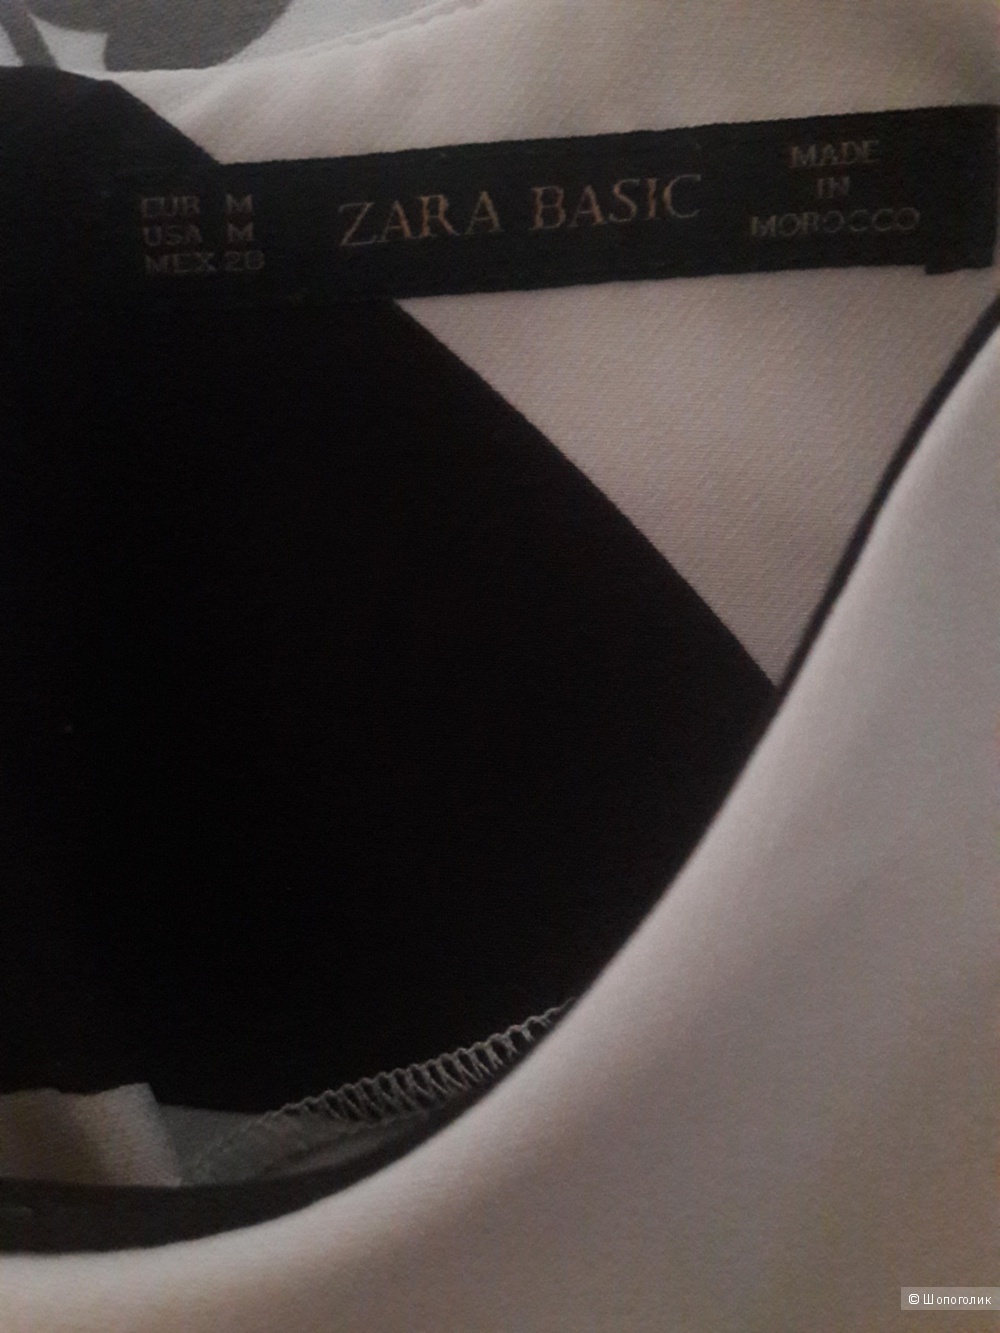 EUR M
USA M
MEX 28
ZARA BASIC
MADE
IN
MOROCCO
© Шопоголик